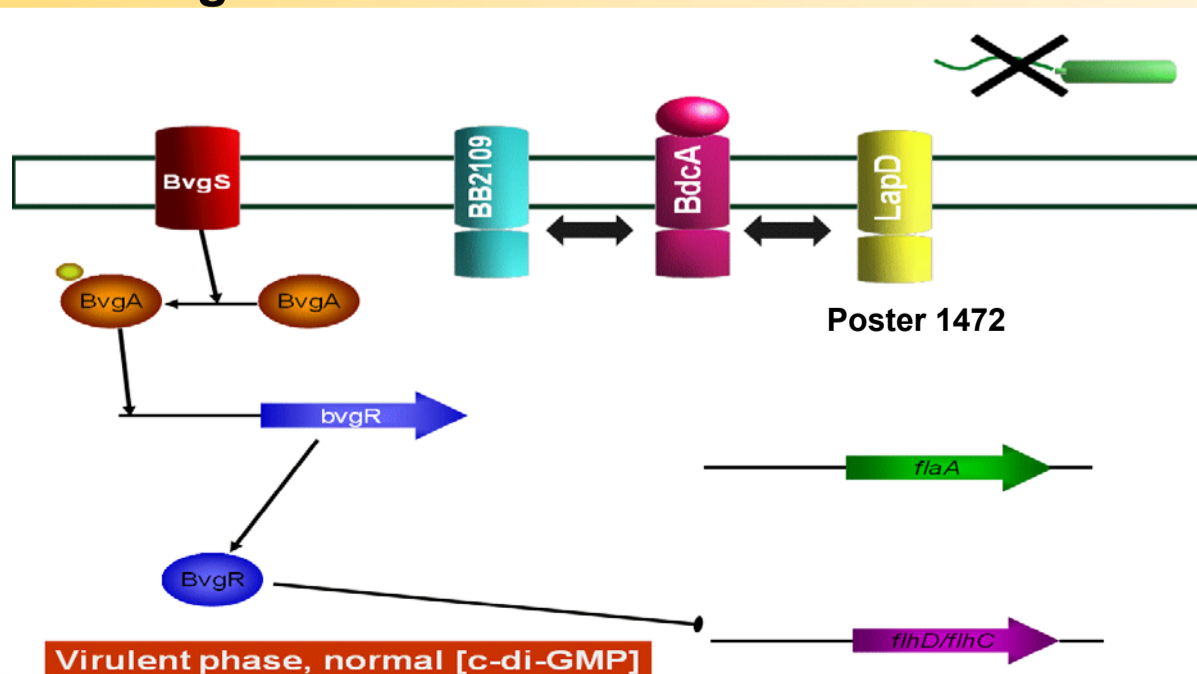 BvgS
BB2109
BdcA
LapD
BvgA
BvgA
Poster 1472
bvgR
flaA
BvgR
flhD/flhC
Virulent phase, normal [c-di-GMP]